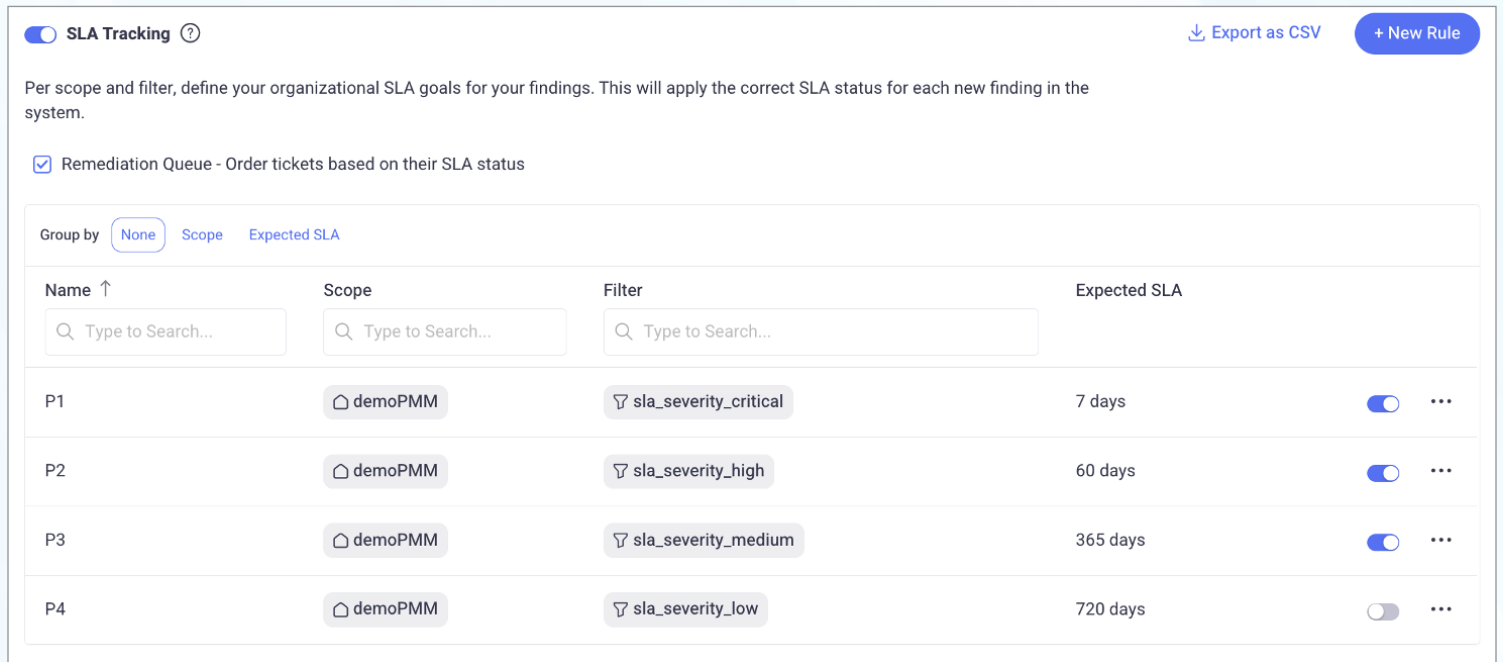 SLA Tracking ?
Export as CSV
+ New Rule
Per scope and filter, define your organizational SLA goals for your findings. This will apply the correct SLA status for each new finding in the
system.
Remediation Queue - Order tickets based on their SLA status
Group by None Scope Expected SLA
Name ↑ Scope Filter Expected SLA
Type to Search... Type to Search... Type to Search...
P1 demoPMM sla_severity_critical 7 days
P2 demoPMM sla_severity_high 60 days
P3 demoPMM sla_severity_medium 365 days
P4 demoPMM sla_severity_low 720 days